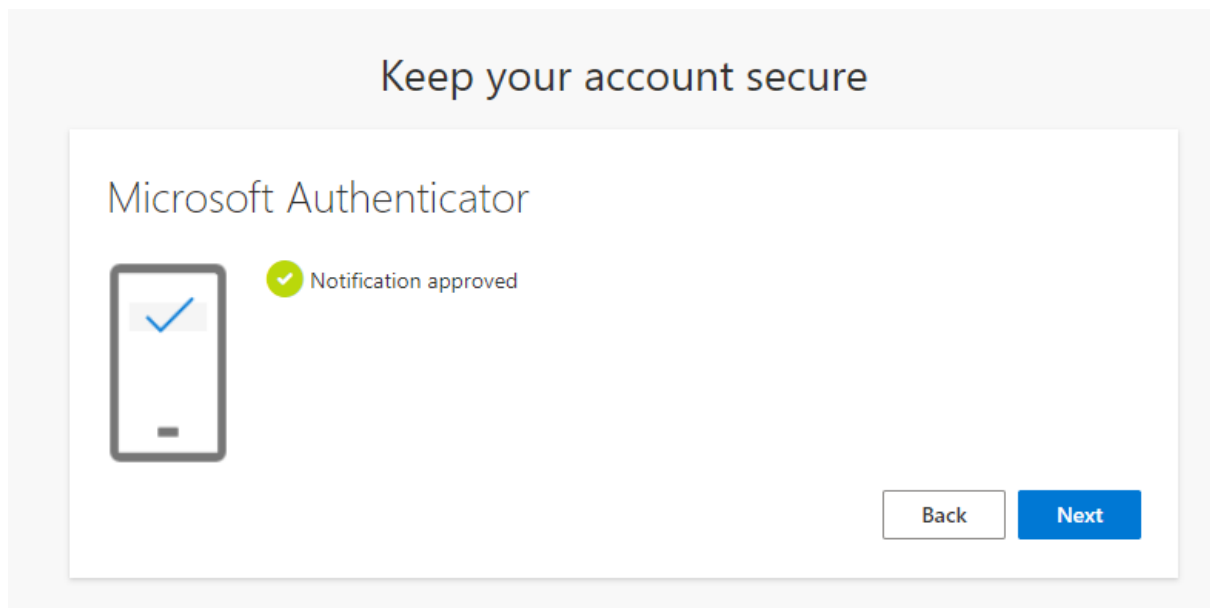 Keep your account secure
Microsoft Authenticator
Notification approved
Back
Next